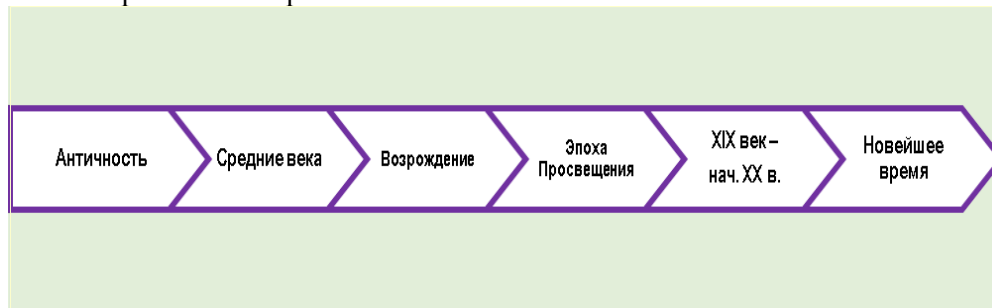 Античность
Средние века
Возрождение
Эпоха
Просвещения
XIX век –
нач. XX в.
Новейшее
время